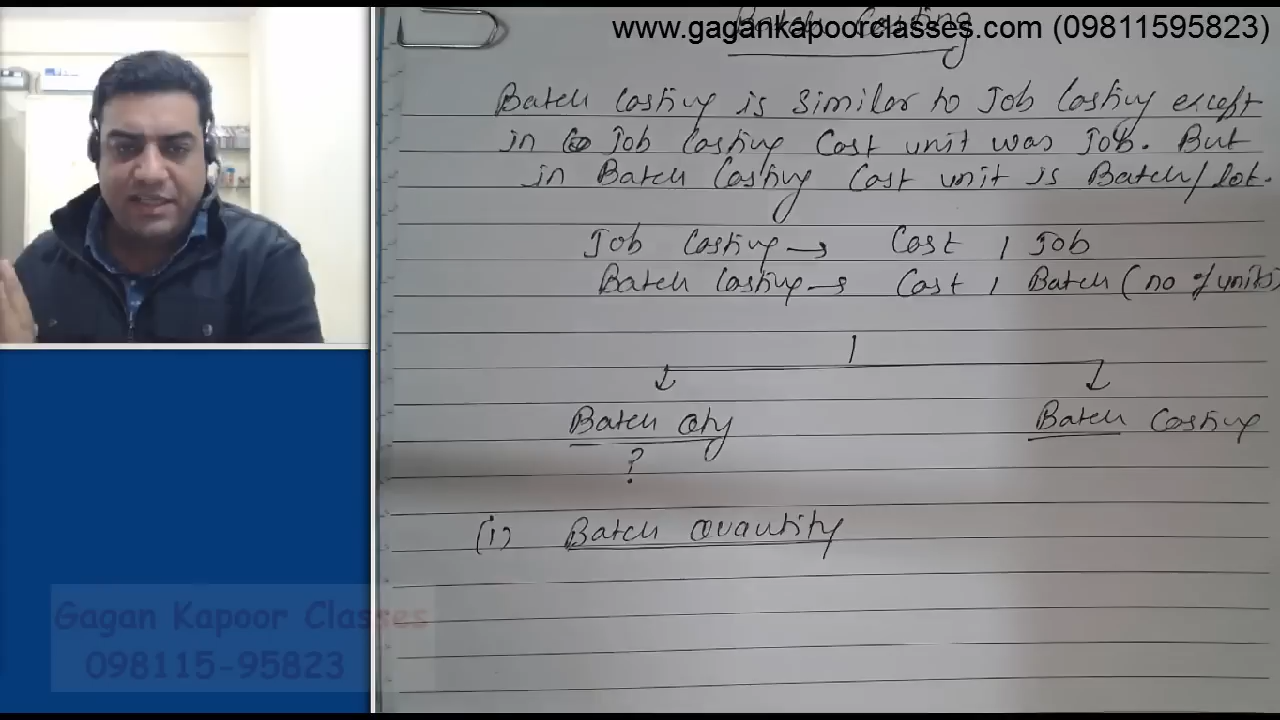 Batch Costing
www.gagankapoorclasses.com (09811595823)
Batch Costing is similar to Job Costing except
in Job Costing Cost unit was Job. But
in Batch Costing Cost unit is Batch/lot.
Job Costing → Cost / Job
Batch Costing → Cost / Batch (no of units)
Batch Qty
Batch Costing
?
(i) Batch Quantity
Gagan Kapoor Classes
098115-95823